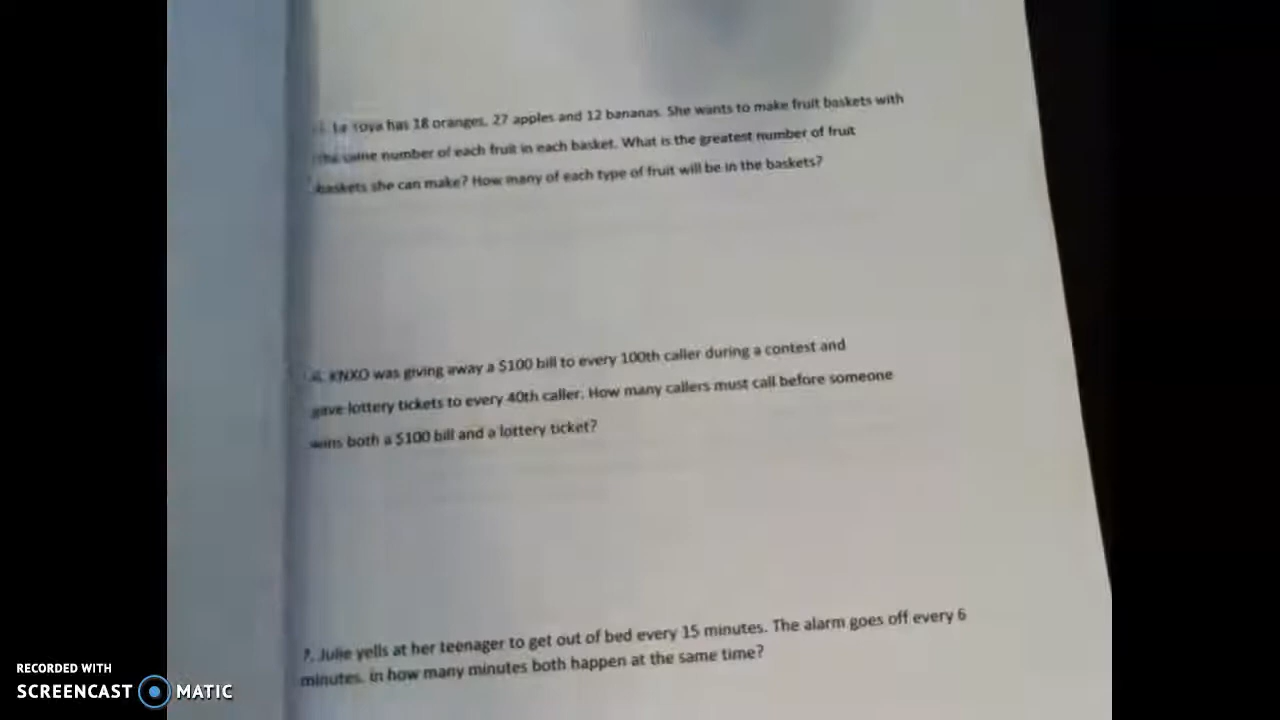 has 18 oranges, 27 apples and 12 bananas. She wants to make fruit baskets with
number of each fruit in each basket. What is the greatest number of fruit
baskets she can make? How many of each type of fruit will be in the baskets?
KNXO was giving away a $100 bill to every 100th caller during a contest and
gave lottery tickets to every 40th caller. How many callers must call before someone
wins both a $100 bill and a lottery ticket?
7. Julie yells at her teenager to get out of bed every 15 minutes. The alarm goes off every 6
minutes. in how many minutes both happen at the same time?
RECORDED WITH
SCREENCAST MATIC